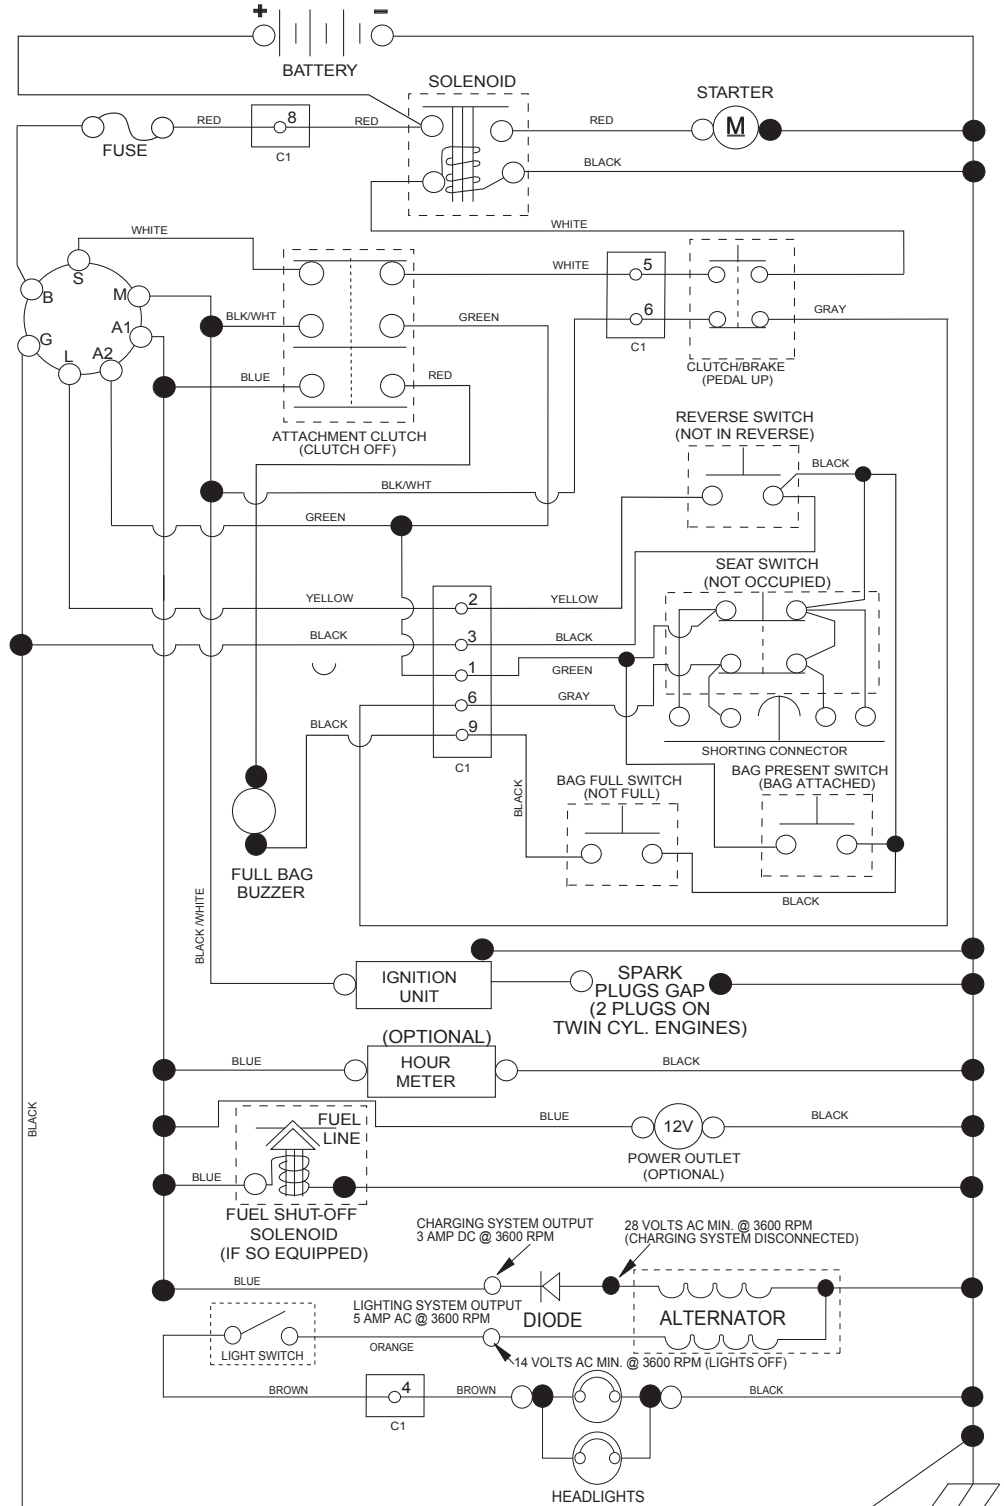 + −
BATTERY
SOLENOID
STARTER
M
RED
8
RED
RED
FUSE
C1
BLACK
WHITE
WHITE
S
WHITE
5
B
M
BLK/WHT
GREEN
6
GRAY
G
A1
L
A2
C1
BLUE
RED
CLUTCH/BRAKE
(PEDAL UP)
ATTACHMENT CLUTCH
(CLUTCH OFF)
REVERSE SWITCH
(NOT IN REVERSE)
BLACK
BLK/WHT
GREEN
SEAT SWITCH
(NOT OCCUPIED)
YELLOW
2
YELLOW
BLACK
3
BLACK
1
GREEN
6
GRAY
BLACK
9
C1
SHORTING CONNECTOR
BLACK
BAG FULL SWITCH
(NOT FULL)
BAG PRESENT SWITCH
(BAG ATTACHED)
FULL BAG
BUZZER
BLACK
BLACK /WHITE
IGNITION
UNIT
SPARK
PLUGS GAP
(2 PLUGS ON
TWIN CYL. ENGINES)
(OPTIONAL)
BLUE
HOUR
METER
BLACK
BLACK
FUEL
LINE
BLUE
12V
BLACK
POWER OUTLET
(OPTIONAL)
BLUE
FUEL SHUT-OFF
SOLENOID
(IF SO EQUIPPED)
CHARGING SYSTEM OUTPUT
3 AMP DC @ 3600 RPM
28 VOLTS AC MIN. @ 3600 RPM
(CHARGING SYSTEM DISCONNECTED)
BLUE
LIGHTING SYSTEM OUTPUT
5 AMP AC @ 3600 RPM
DIODE
ALTERNATOR
LIGHT SWITCH
ORANGE
14 VOLTS AC MIN. @ 3600 RPM (LIGHTS OFF)
BROWN
4
BROWN
BLACK
C1
HEADLIGHTS